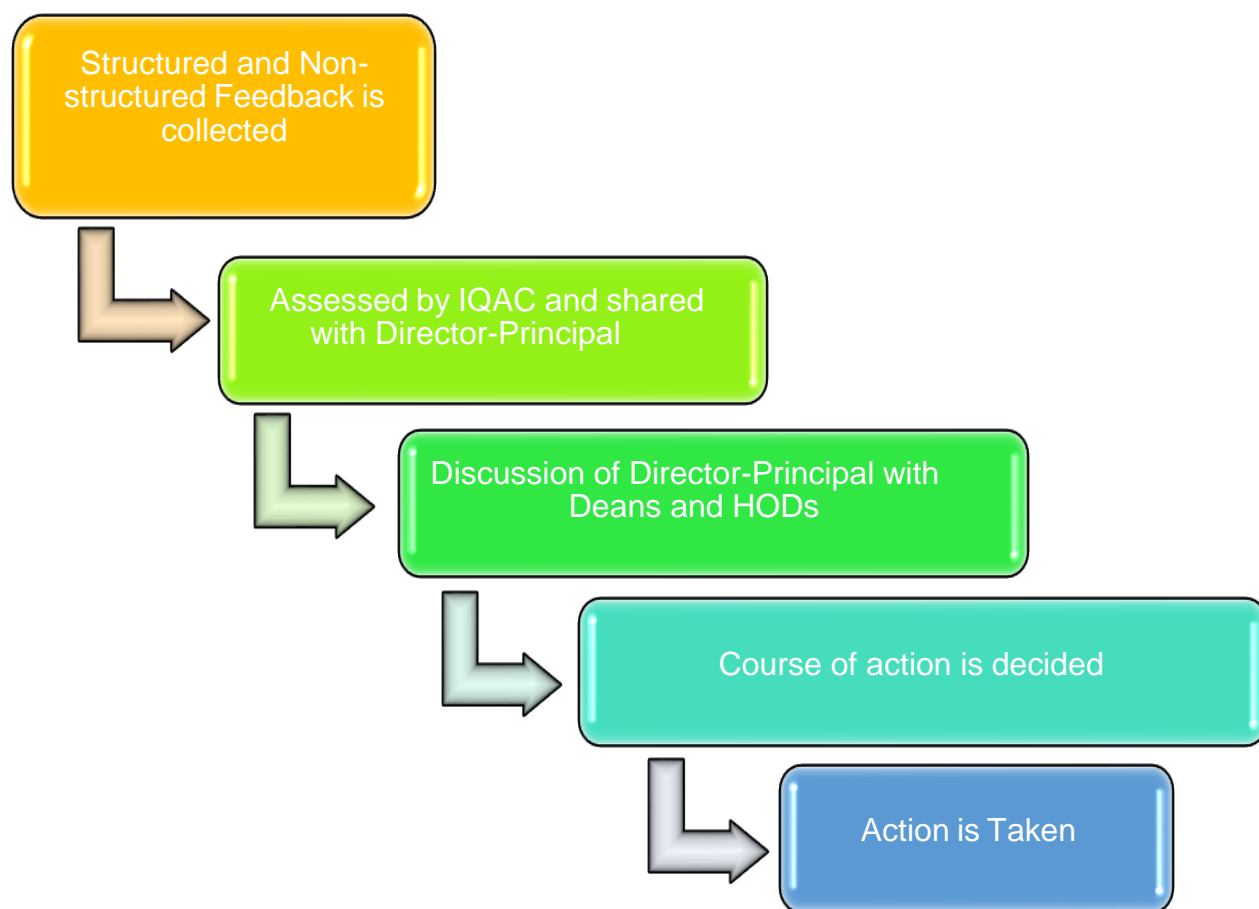 Structured and Non-
structured Feedback is
collected
Assessed by IQAC and shared
with Director-Principal
Discussion of Director-Principal with
Deans and HODs
Course of action is decided
Action is Taken